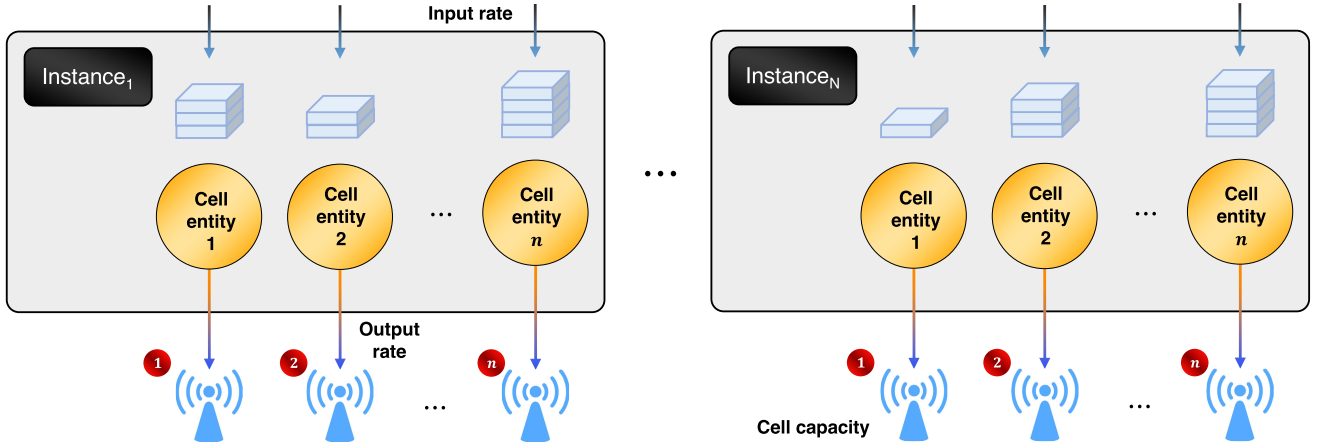 Input rate
Instance1
InstanceN
Cell
entity
1
Cell
entity
2
...
Cell
entity
n
...
Cell
entity
1
Cell
entity
2
...
Cell
entity
n
Output
rate
1
2
n
1
2
n
...
...
Cell capacity